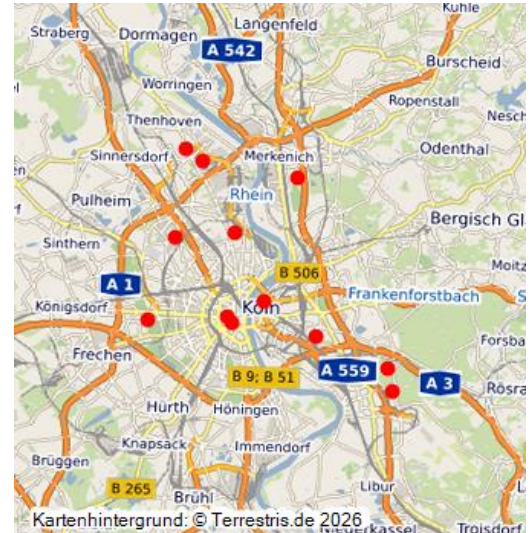 Kuhle
Straberg
Dormagen
Langenfeld
A 542
Burscheid
Worringen
Ropenstall
Thenhoven
Nesch
Sinnersdorf
Merkenich
Odenthal
Rhein
Pulheim
Bergisch Gl
Sinthern
B 506
Moitz
A 1
Frankenforstbach
Königsdorf
Köln
Forsba
Frechen
A 559
B 9; B 51
A 3
Rösra
Hürth
Höningen
Knapsack
Immendorf
Brüggen
B 265
Brühl
Libur
Kartenhintergrund: © Terrestris.de 2026
Niederkassel
Troisdorf